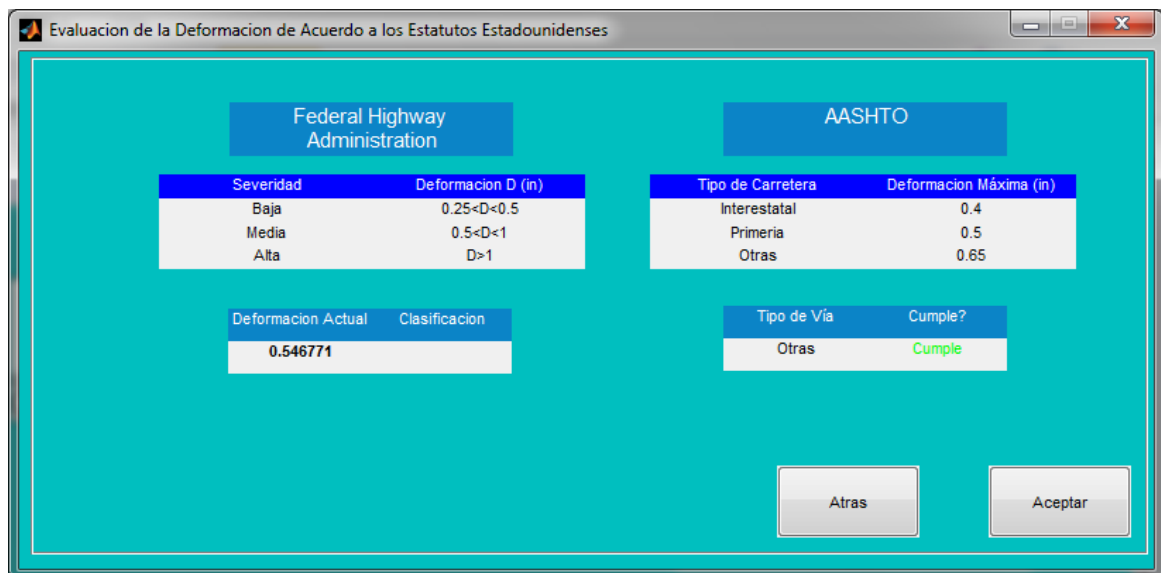 Evaluacion de la Deformacion de Acuerdo a los Estatutos Estadounidenses
Federal Highway
Administration
Severidad Deformacion D (in)
Baja 0.25<D<0.5
Media 0.5<D<1
Alta D>1
Deformacion Actual Clasificacion
0.546771
AASHTO
Tipo de Carretera Deformacion Máxima (in)
Interestatal 0.4
Primeria 0.5
Otras 0.65
Tipo de Vía Cumple?
Otras Cumple
Atras
Aceptar